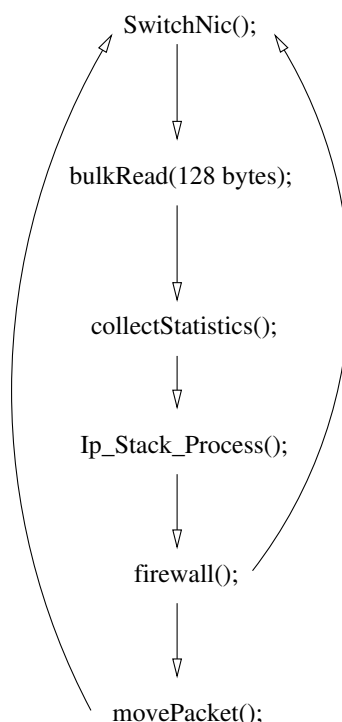 SwitchNic();
bulkRead(128 bytes);
collectStatistics();
Ip_Stack_Process();
firewall();
movePacket();